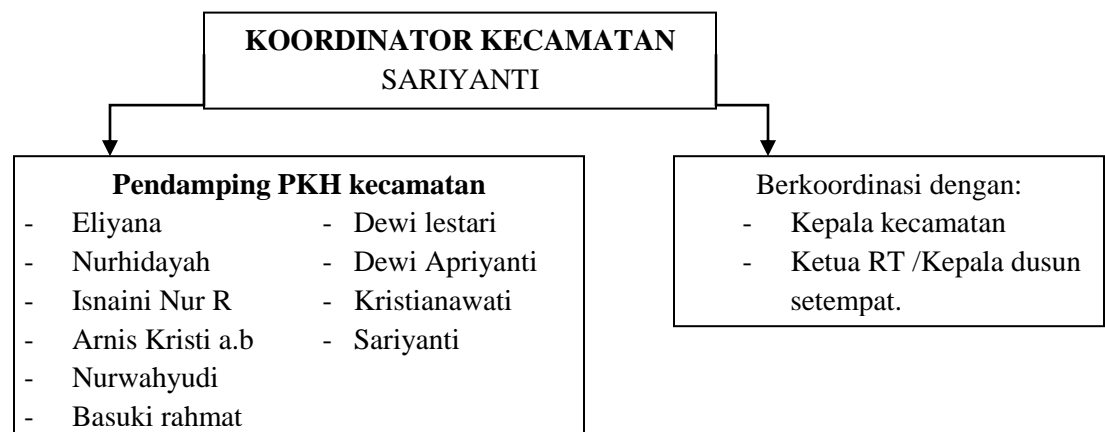 KOORDINATOR KECAMATAN
SARIYANTI
Pendamping PKH kecamatan
- Eliyana
- Nurhidayah
- Isnaini Nur R
- Arnis Kristi a.b
- Nurwahyudi
- Basuki rahmat
- Dewi lestari
- Dewi Apriyanti
- Kristianawati
- Sariyanti
Berkoordinasi dengan:
- Kepala kecamatan
- Ketua RT /Kepala dusun
setempat.